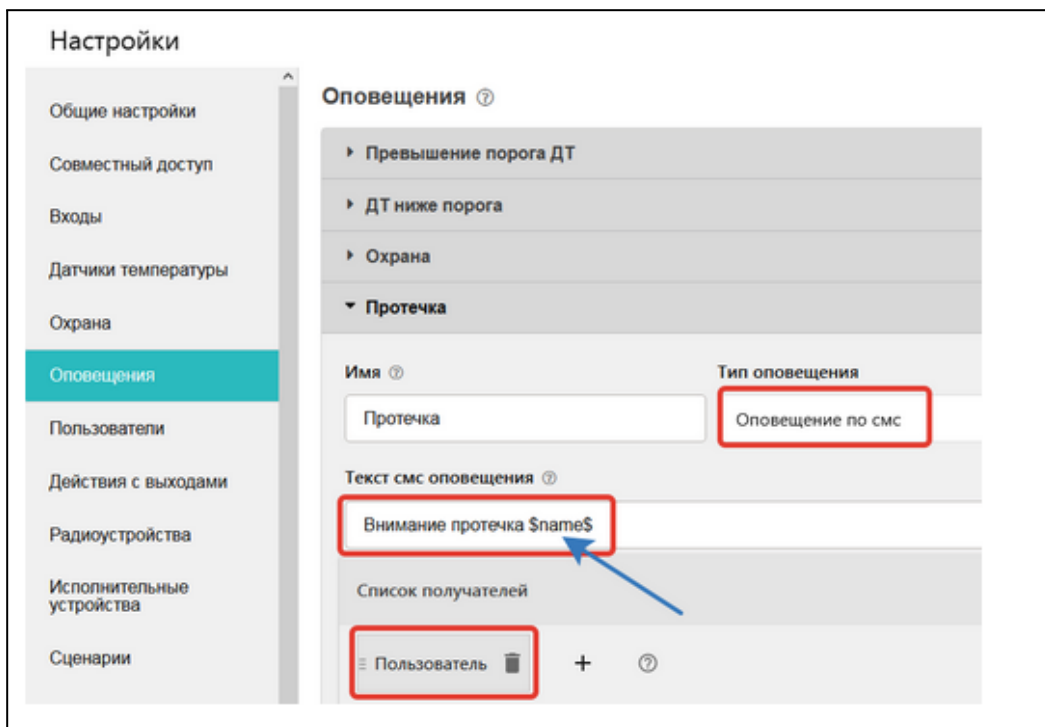 Настройки
Общие настройки
Совместный доступ
Входы
Датчики температуры
Охрана
Оповещения
Пользователи
Действия с выходами
Радиоустройства
Исполнительные
устройства
Сценарии
Оповещения ?
Превышение порога ДТ
ДТ ниже порога
Охрана
Протечка
Имя ?
Тип оповещения
Протечка
Оповещение по смс
Текст смс оповещения ?
Внимание протечка $name$
Список получателей
Пользователь + ?